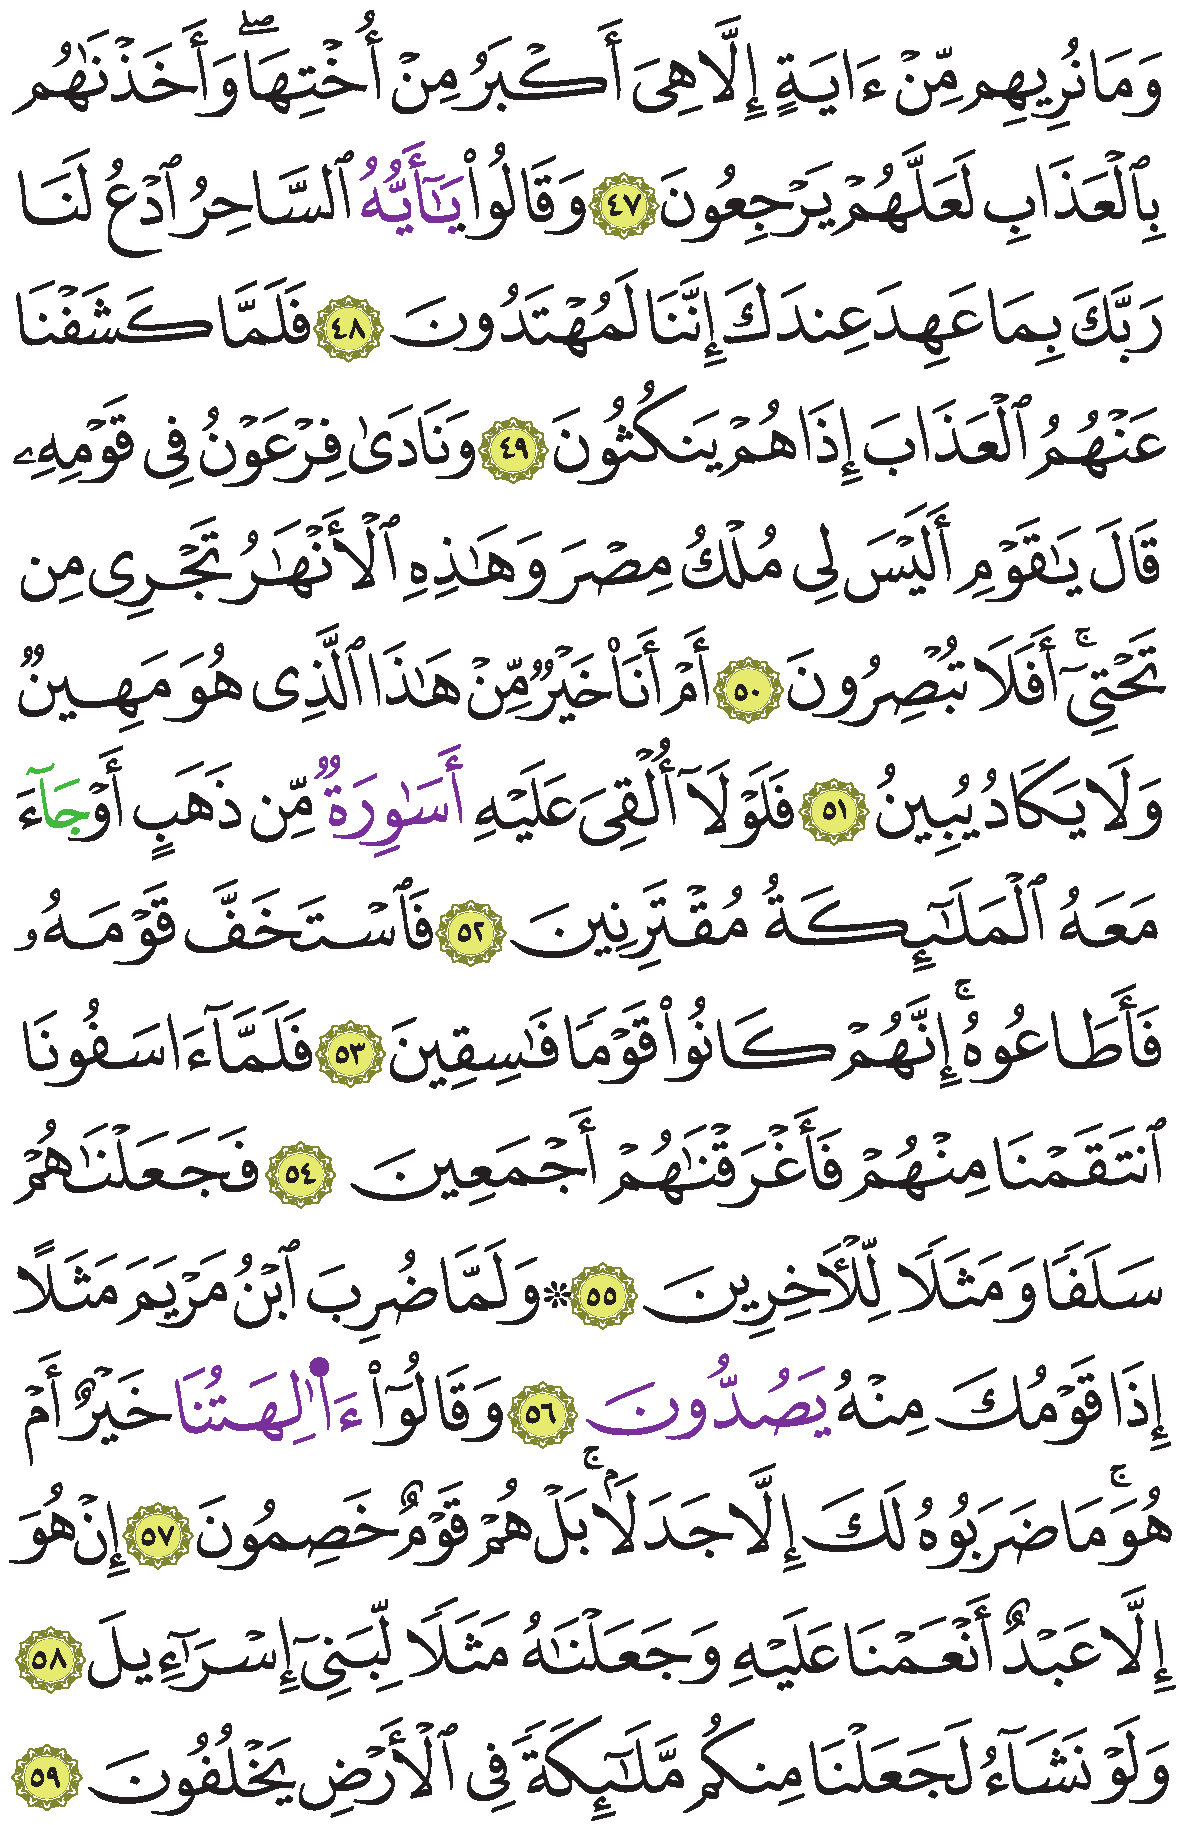 وَمَا نُرِيهِم مِّنْ ءَايَةٍ إِلَّا هِىَ أَكْبَرُ مِنْ أُخْتِهَا ۖ وَأَخَذْنَٰهُم
بِٱلْعَذَابِ لَعَلَّهُمْ يَرْجِعُونَ ٤٧ وَقَالُوا۟ يَٰٓأَيُّهُ ٱلسَّاحِرُ ٱدْعُ لَنَا
رَبَّكَ بِمَا عَهِدَ عِندَكَ إِنَّنَا لَمُهْتَدُونَ ٤٨ فَلَمَّا كَشَفْنَا
عَنْهُمُ ٱلْعَذَابَ إِذَا هُمْ يَنكُثُونَ ٤٩ وَنَادَىٰ فِرْعَوْنُ فِى قَوْمِهِۦ
قَالَ يَٰقَوْمِ أَلَيْسَ لِى مُلْكُ مِصْرَ وَهَٰذِهِ ٱلْأَنْهَٰرُ تَجْرِى مِن
تَحْتِىٓ ۚ أَفَلَا تُبْصِرُونَ ٥٠ أَمْ أَنَا۠ خَيْرٌ مِّنْ هَٰذَا ٱلَّذِى هُوَ مَهِينٌ
وَلَا يَكَادُ يُبِينُ ٥١ فَلَوْلَآ أُلْقِىَ عَلَيْهِ أَسَٰوِرَةٌ مِّن ذَهَبٍ أَوْ جَآءَ
مَعَهُ ٱلْمَلَٰٓئِكَةُ مُقْتَرِنِينَ ٥٢ فَٱسْتَخَفَّ قَوْمَهُۥ
فَأَطَاعُوهُ ۚ إِنَّهُمْ كَانُوا۟ قَوْمًا فَٰسِقِينَ ٥٣ فَلَمَّآ ءَاسَفُونَا
ٱنتَقَمْنَا مِنْهُمْ فَأَغْرَقْنَٰهُمْ أَجْمَعِينَ ٥٤ فَجَعَلْنَٰهُمْ
سَلَفًا وَمَثَلًا لِّلْـَٔاخِرِينَ ٥٥ ۞ وَلَمَّا ضُرِبَ ٱبْنُ مَرْيَمَ مَثَلًا
إِذَا قَوْمُكَ مِنْهُ يَصُدُّونَ ٥٦ وَقَالُوٓا۟ ءَا۬لِهَتُنَا خَيْرٌ أَمْ
هُوَ ۚ مَا ضَرَبُوهُ لَكَ إِلَّا جَدَلًۢا ۚ بَلْ هُمْ قَوْمٌ خَصِمُونَ ٥٧ إِنْ هُوَ
إِلَّا عَبْدٌ أَنْعَمْنَا عَلَيْهِ وَجَعَلْنَٰهُ مَثَلًا لِّبَنِىٓ إِسْرَٰٓءِيلَ ٥٨
وَلَوْ نَشَآءُ لَجَعَلْنَا مِنكُم مَّلَٰٓئِكَةً فِى ٱلْأَرْضِ يَخْلُفُونَ ٥٩